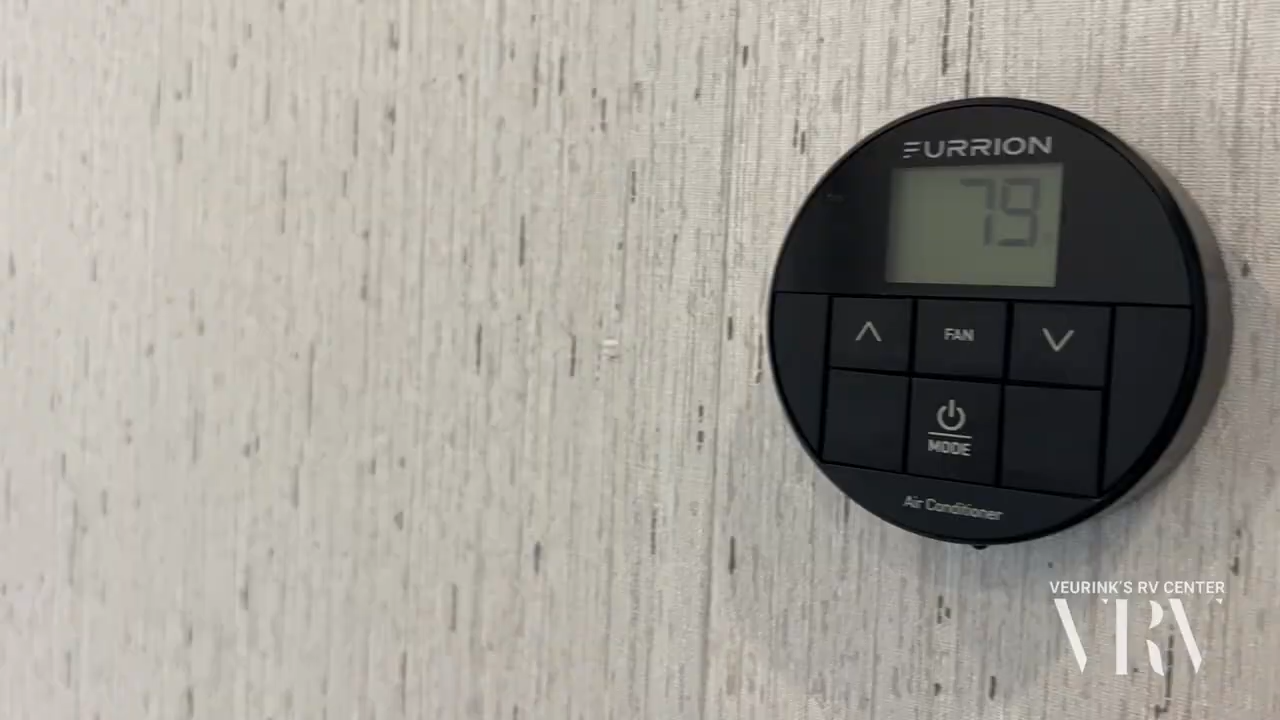 FURRION
79
FAN
MODE
Air Conditioner
VEURINK'S RV CENTER
VRV